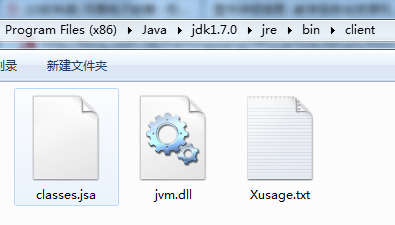 Program Files (x86) ▸ Java ▸ jdk1.7.0 ▸ jre ▸ bin ▸ client
录 新建文件夹
classes.jsa jvm.dll Xusage.txt